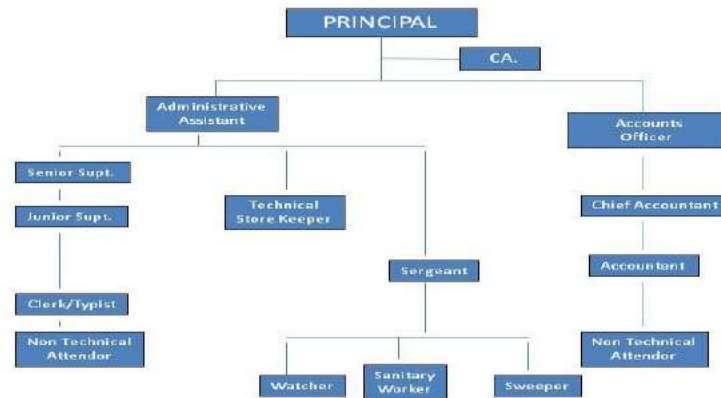 PRINCIPAL
CA.
Administrative
Assistant
Accounts
Officer
Senior Supt.
Technical
Store Keeper
Chief Accountant
Junior Supt.
Sergeant
Accountant
Clerk/Typist
Non Technical
Attendor
Watcher
Sanitary
Worker
Sweeper
Non Technical
Attendor